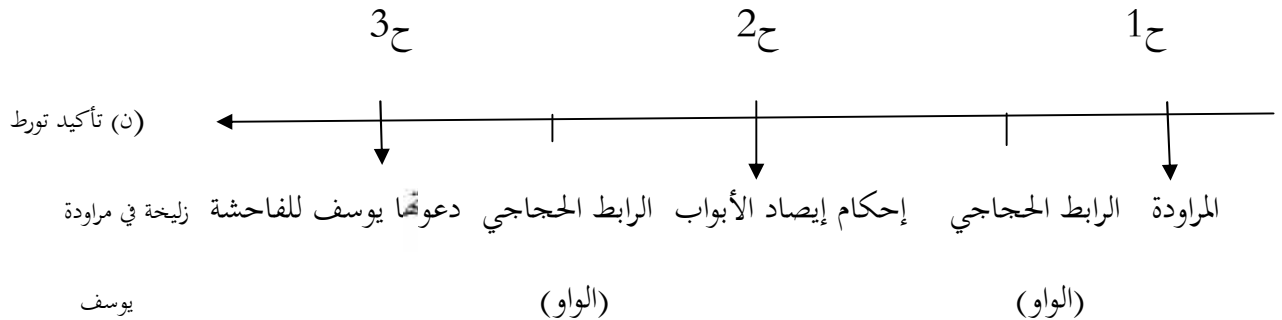 ح1 ح2 ح3
(ن) تأكيد تورط
المراودة الرابط الحجاجي إحكام إيصاد الأبواب الرابط الحجاجي يوسف للفاحشة زليخة في مراودة
(الواو) (الواو) يوسف